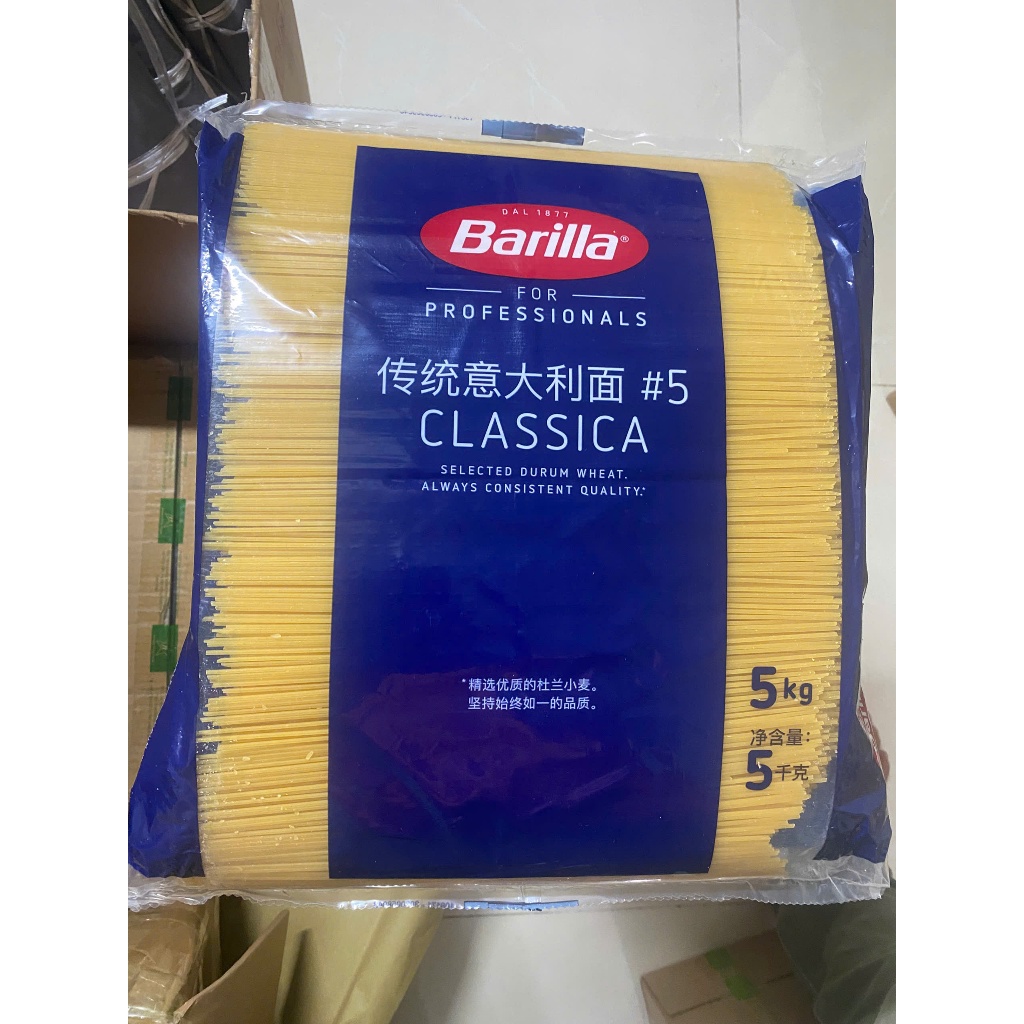 DAL 1877
Barilla®
FOR
PROFESSIONALS
传统意大利面 #5
CLASSICA
SELECTED DURUM WHEAT.
ALWAYS CONSISTENT QUALITY.*
*精选优质的杜兰小麦。
坚持始终如一的品质。
5kg
净含量:
5千克